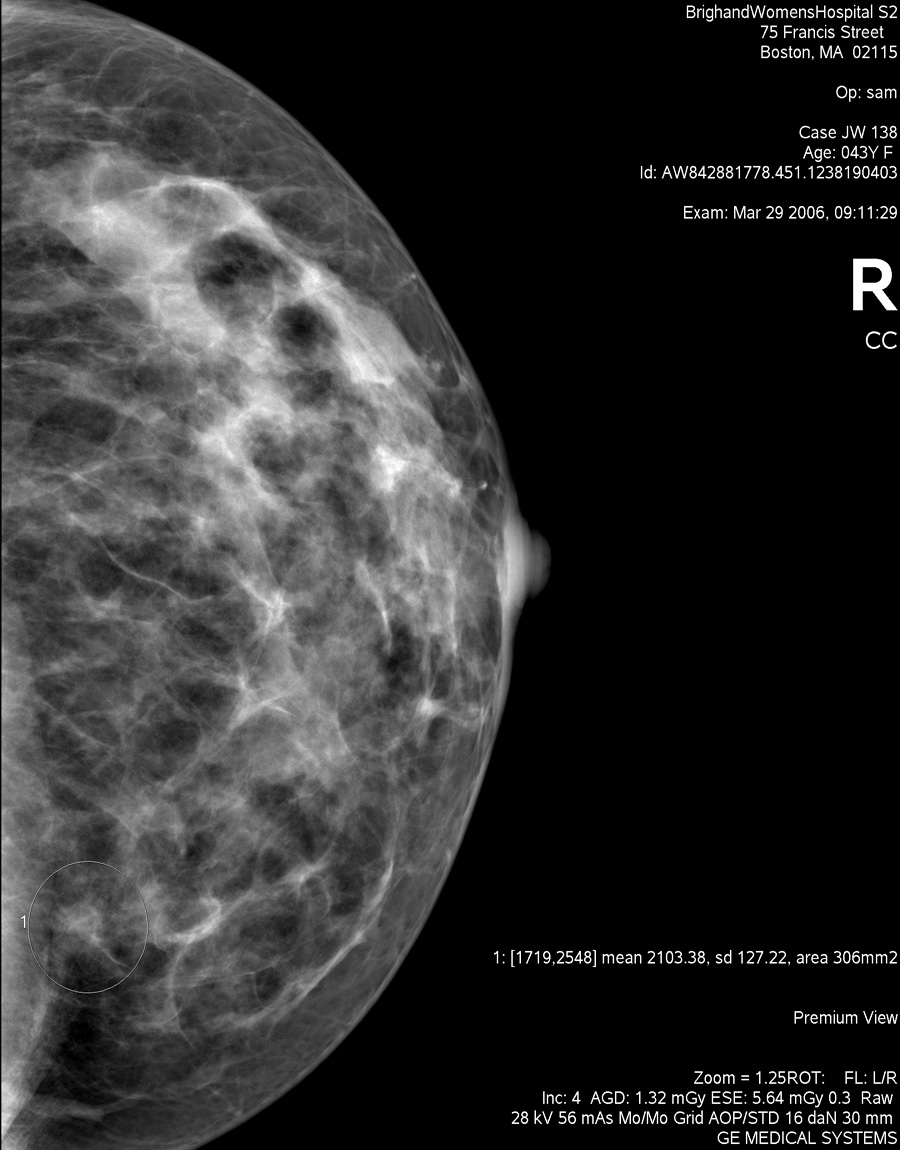 BrighandWomensHospital S2
75 Francis Street
Boston, MA 02115
Op: sam
Case JW 138
Age: 043Y F
Id: AW842881778.451.1238190403
Exam: Mar 29 2006, 09:11:29
R
CC
1
1: [1719,2548] mean 2103.38, sd 127.22, area 306mm2
Premium View
Zoom = 1.25ROT: FL: L/R
Inc: 4 AGD: 1.32 mGy ESE: 5.64 mGy 0.3 Raw
28 kV 56 mAs Mo/Mo Grid AOP/STD 16 daN 30 mm
GE MEDICAL SYSTEMS